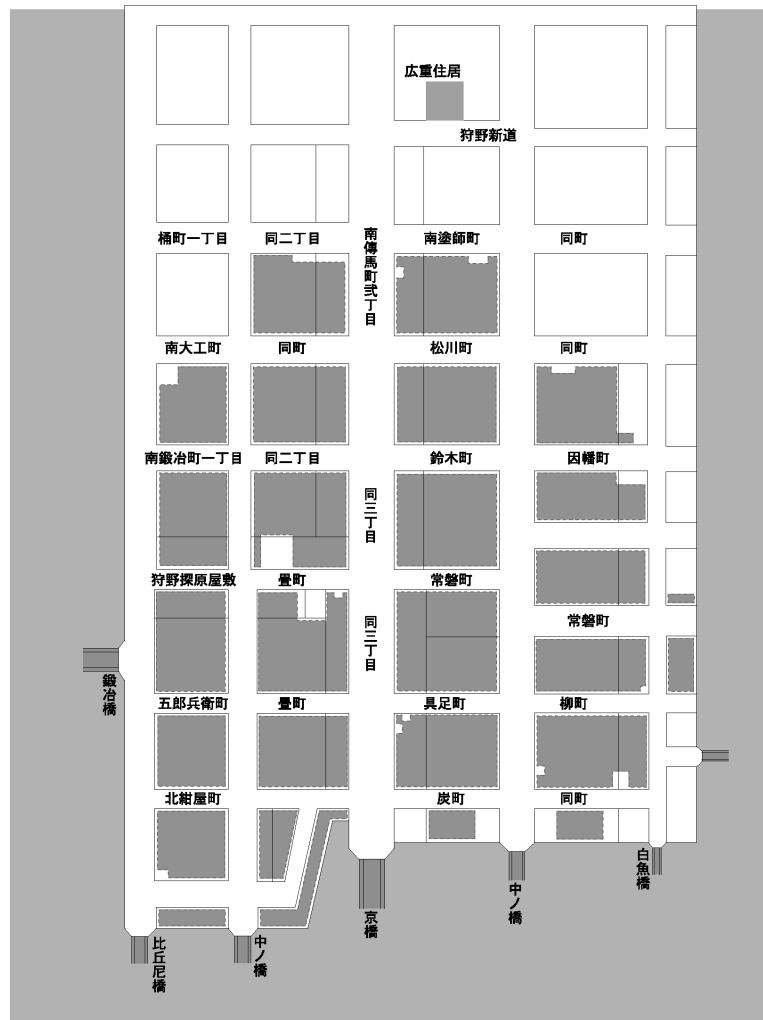 広重住居
狩野新道
桶町一丁目
同二丁目
南傳馬町弐丁目
南塗師町
同町
南大工町
同町
松川町
同町
南鍛冶町一丁目
同二丁目
鈴木町
因幡町
同三丁目
狩野探原屋敷
畳町
常磐町
常磐町
同三丁目
鍛冶橋
五郎兵衛町
畳町
具足町
柳町
北紺屋町
炭町
同町
比丘尼橋
中ノ橋
京橋
中ノ橋
白魚橋